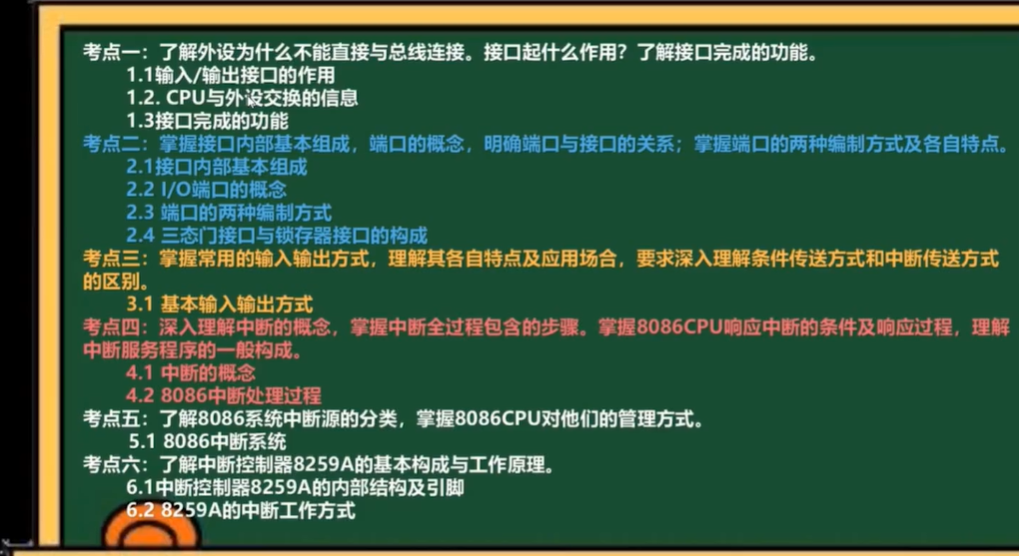 考点一：了解外设为什么不能直接与总线连接。接口起什么作用？了解接口完成的功能。
1.1输入/输出接口的作用
1.2. CPU与外设交换的信息
1.3接口完成的功能
考点二：掌握接口内部基本组成，端口的概念，明确端口与接口的关系；掌握端口的两种编制方式及各自特点。
2.1接口内部基本组成
2.2 I/O端口的概念
2.3 端口的两种编制方式
2.4 三态门接口与锁存器接口的构成
考点三：掌握常用的输入输出方式，理解其各自特点及应用场合，要求深入理解条件传送方式和中断传送方式
的区别。
3.1 基本输入输出方式
考点四：深入理解中断的概念，掌握中断全过程包含的步骤。掌握8086CPU响应中断的条件及响应过程，理解
中断服务程序的一般构成。
4.1 中断的概念
4.2 8086中断处理过程
考点五：了解8086系统中断源的分类，掌握8086CPU对他们的管理方式。
5.1 8086中断系统
考点六：了解中断控制器8259A的基本构成与工作原理。
6.1中断控制器8259A的内部结构及引脚
6.2 8259A的中断工作方式